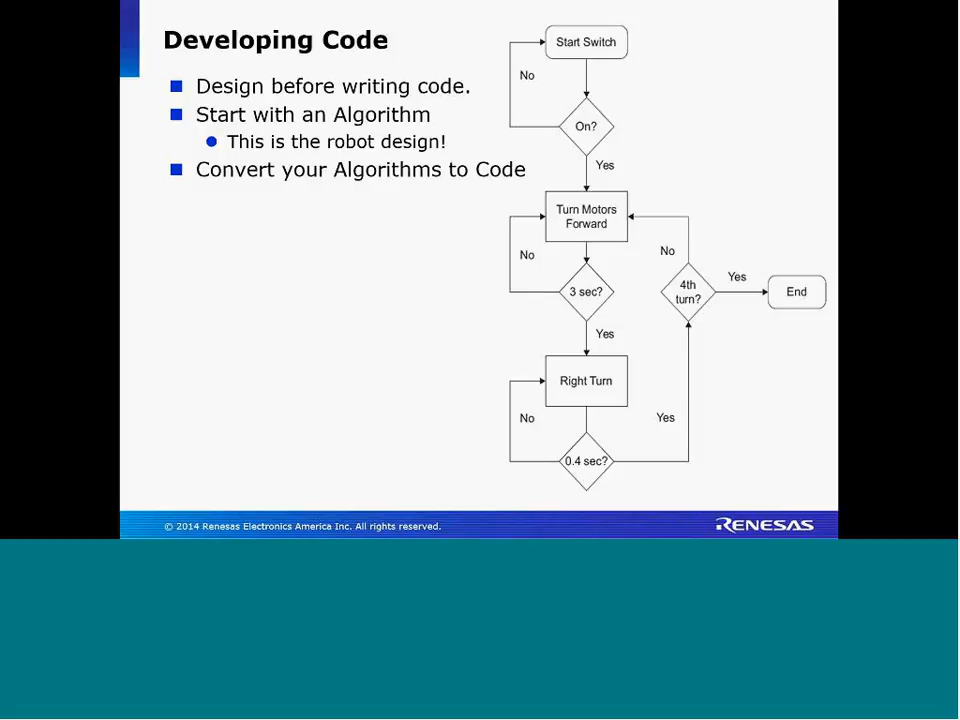 Developing Code
Design before writing code.
Start with an Algorithm
This is the robot design!
Convert your Algorithms to Code
Start Switch
No
On?
Yes
Turn Motors
Forward
No
3 sec?
Yes
Right Turn
No
0.4 sec?
Yes
No
4th
turn?
Yes
End
© 2014 Renesas Electronics America Inc. All rights reserved.
RENESAS